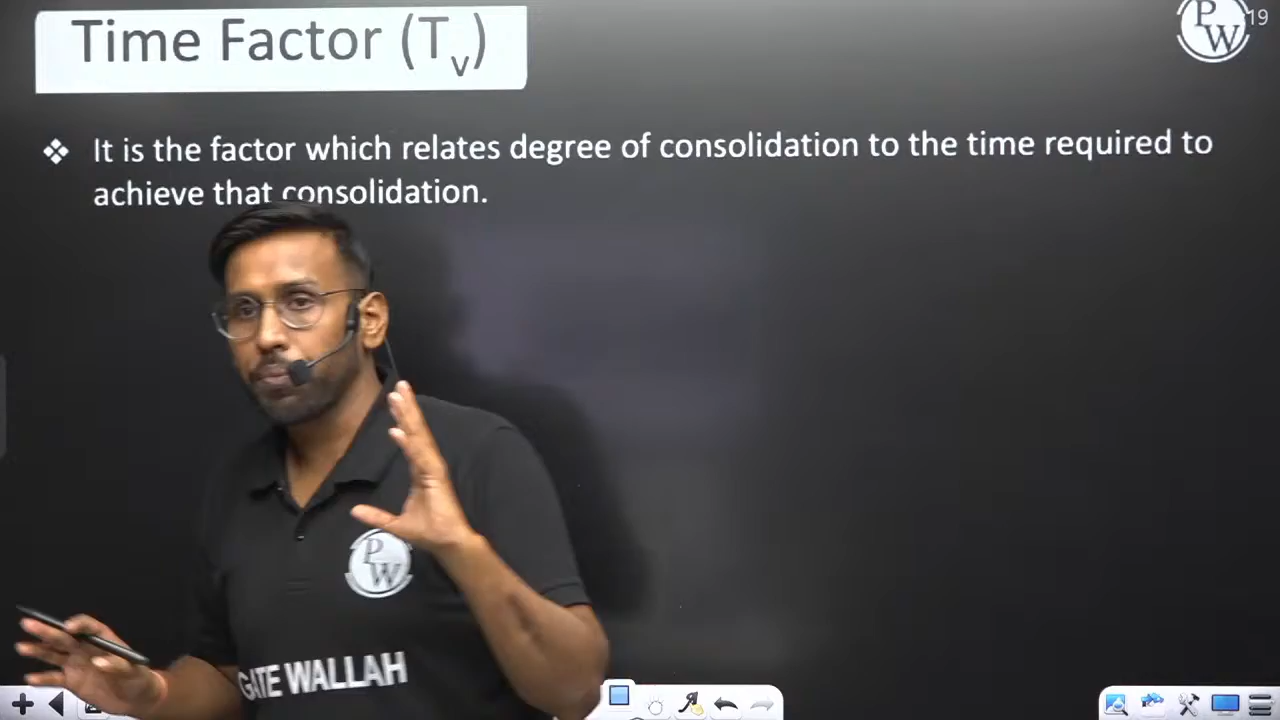 Time Factor (Tv)
PW
19
❖ It is the factor which relates degree of consolidation to the time required to
achieve that consolidation.
PW
GATE WALLAH